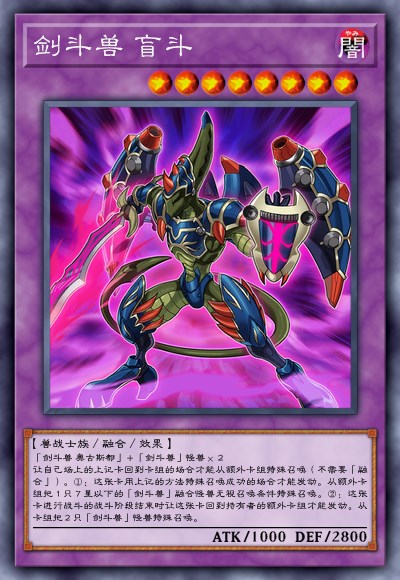 剑斗兽 盲斗
やみ
闇
【兽战士族／融合／效果】
「剑斗兽 奥古斯都」＋「剑斗兽」怪兽×2
让自己场上的上记卡回到卡组的场合才能从额外卡组特殊召唤（不需要「融
合」）。①：这张卡用上记的方法特殊召唤成功的场合才能发动。从额外卡
组把1只7星以下的「剑斗兽」融合怪兽无视召唤条件特殊召唤。②：这张
卡进行战斗的战斗阶段结束时让这张卡回到持有者的额外卡组才能发动。从
卡组把2只「剑斗兽」怪兽特殊召唤。
ATK/1000 DEF/2800